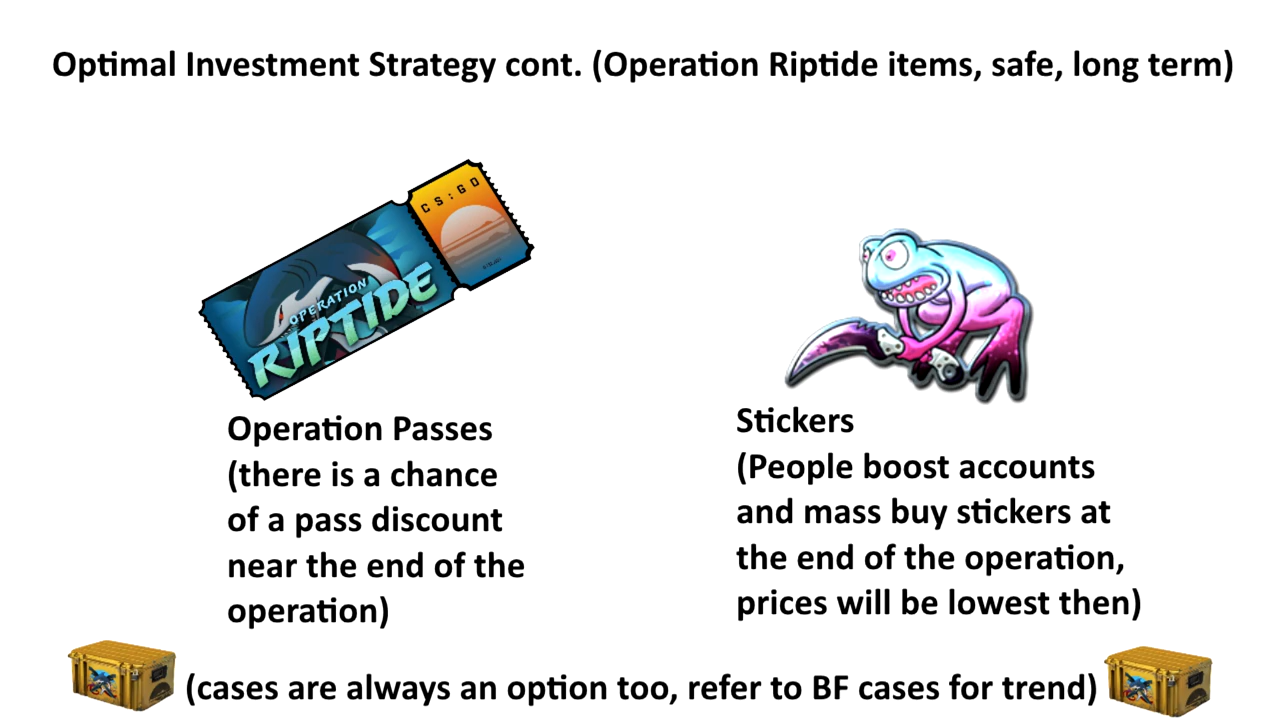 Optimal Investment Strategy cont. (Operation Riptide items, safe, long term)
CS:GO
OPERATION
RIPTIDE
Operation Passes
(there is a chance
of a pass discount
near the end of the
operation)
Stickers
(People boost accounts
and mass buy stickers at
the end of the operation,
prices will be lowest then)
(cases are always an option too, refer to BF cases for trend)